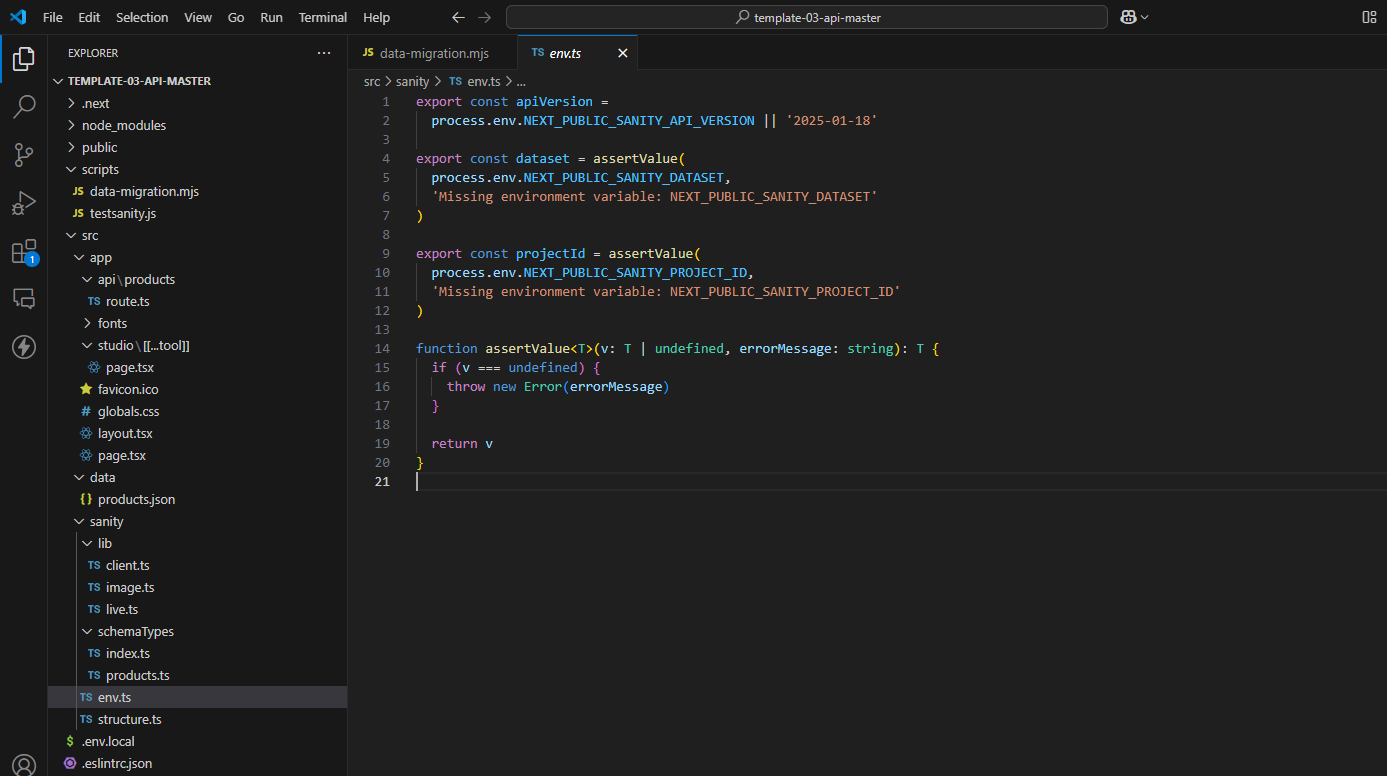 File Edit Selection View Go Run Terminal Help
template-03-api-master
EXPLORER
TEMPLATE-03-API-MASTER
.next
node_modules
public
scripts
JS data-migration.mjs
JS testsanity.js
src
app
api\products
TS route.ts
fonts
studio\[[...tool]]
page.tsx
favicon.ico
# globals.css
layout.tsx
page.tsx
data
{} products.json
sanity
lib
TS client.ts
TS image.ts
TS live.ts
schemaTypes
TS index.ts
TS products.ts
TS env.ts
TS structure.ts
$ .env.local
.eslintrc.json
1
JS data-migration.mjs
TS env.ts
src > sanity > TS env.ts > ...
1 export const apiVersion =
2 process.env.NEXT_PUBLIC_SANITY_API_VERSION || '2025-01-18'
3
4 export const dataset = assertValue(
5 process.env.NEXT_PUBLIC_SANITY_DATASET,
6 'Missing environment variable: NEXT_PUBLIC_SANITY_DATASET'
7 )
8
9 export const projectId = assertValue(
10 process.env.NEXT_PUBLIC_SANITY_PROJECT_ID,
11 'Missing environment variable: NEXT_PUBLIC_SANITY_PROJECT_ID'
12 )
13
14 function assertValue<T>(v: T | undefined, errorMessage: string): T {
15 if (v === undefined) {
16 throw new Error(errorMessage)
17 }
18
19 return v
20 }
21